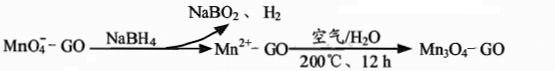 NaBO₂、H₂
MnO₄⁻－GO NaBH4 Mn²⁺－GO 空气/H₂O 200℃、12 h Mn₃O₄－GO